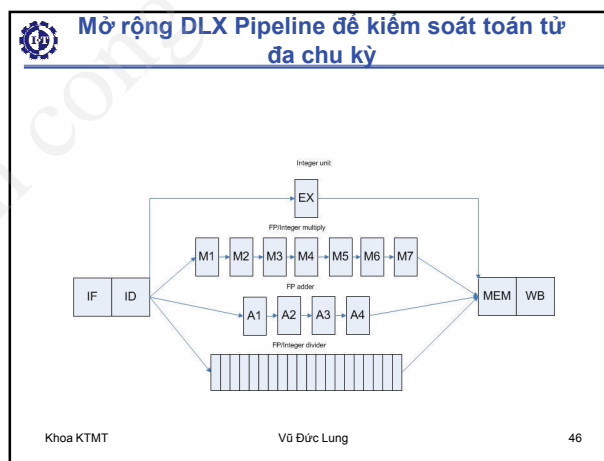 Mở rộng DLX Pipeline để kiểm soát toán tử
đa chu kỳ
Integer unit
EX
FP/Integer multiply
M1 M2 M3 M4 M5 M6 M7
IF ID
MEM WB
FP adder
A1 A2 A3 A4
FP/Integer divider
Khoa KTMT
Vũ Đức Lung
46